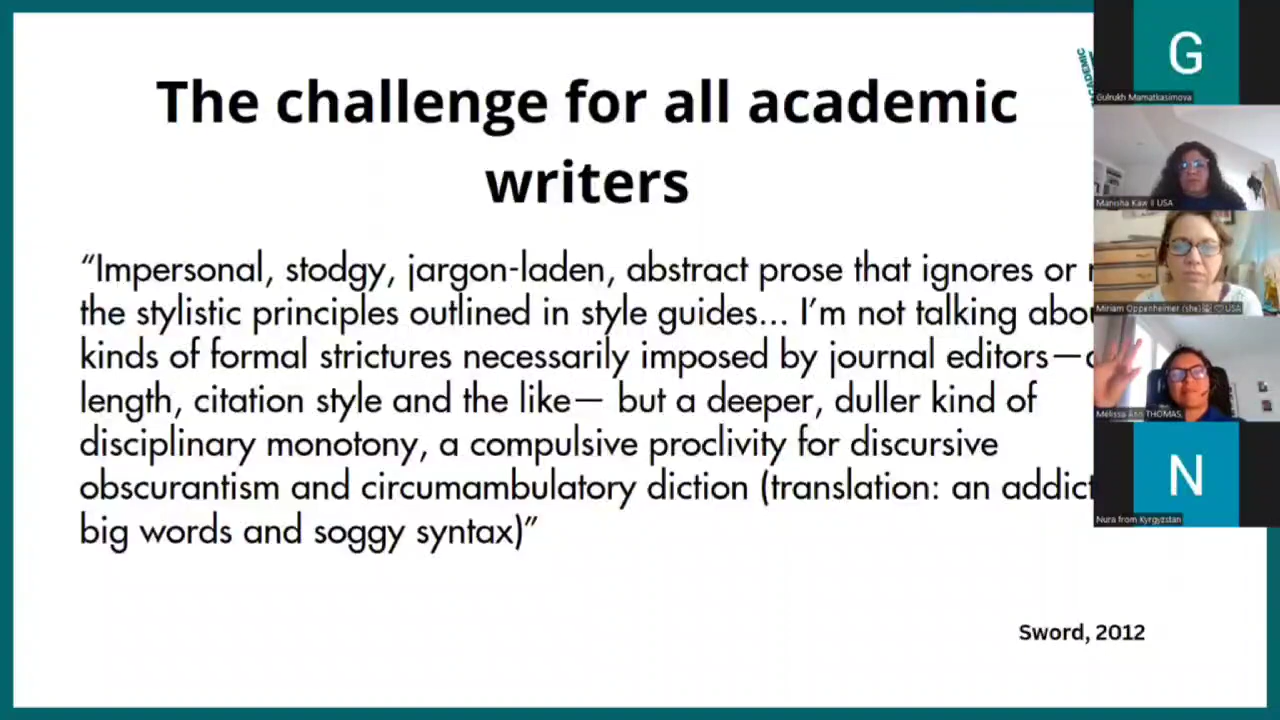 The challenge for all academic
writers
“Impersonal, stodgy, jargon-laden, abstract prose that ignores or
the stylistic principles outlined in style guides... I’m not talking
kinds of formal strictures necessarily imposed by journal editors—
length, citation style and the like— but a deeper, duller kind of
disciplinary monotony, a compulsive proclivity for discursive
obscurantism and circumambulatory diction (translation: an
big words and soggy syntax)”
Sword, 2012
ACADEMIC
G
Gulrukh Mamatkasimova
Manisha Kaw ll USA
Miriam Oppenheimer (she) USA
Mélissa Ann THOMAS,
N
Nura from Kyrgyzstan